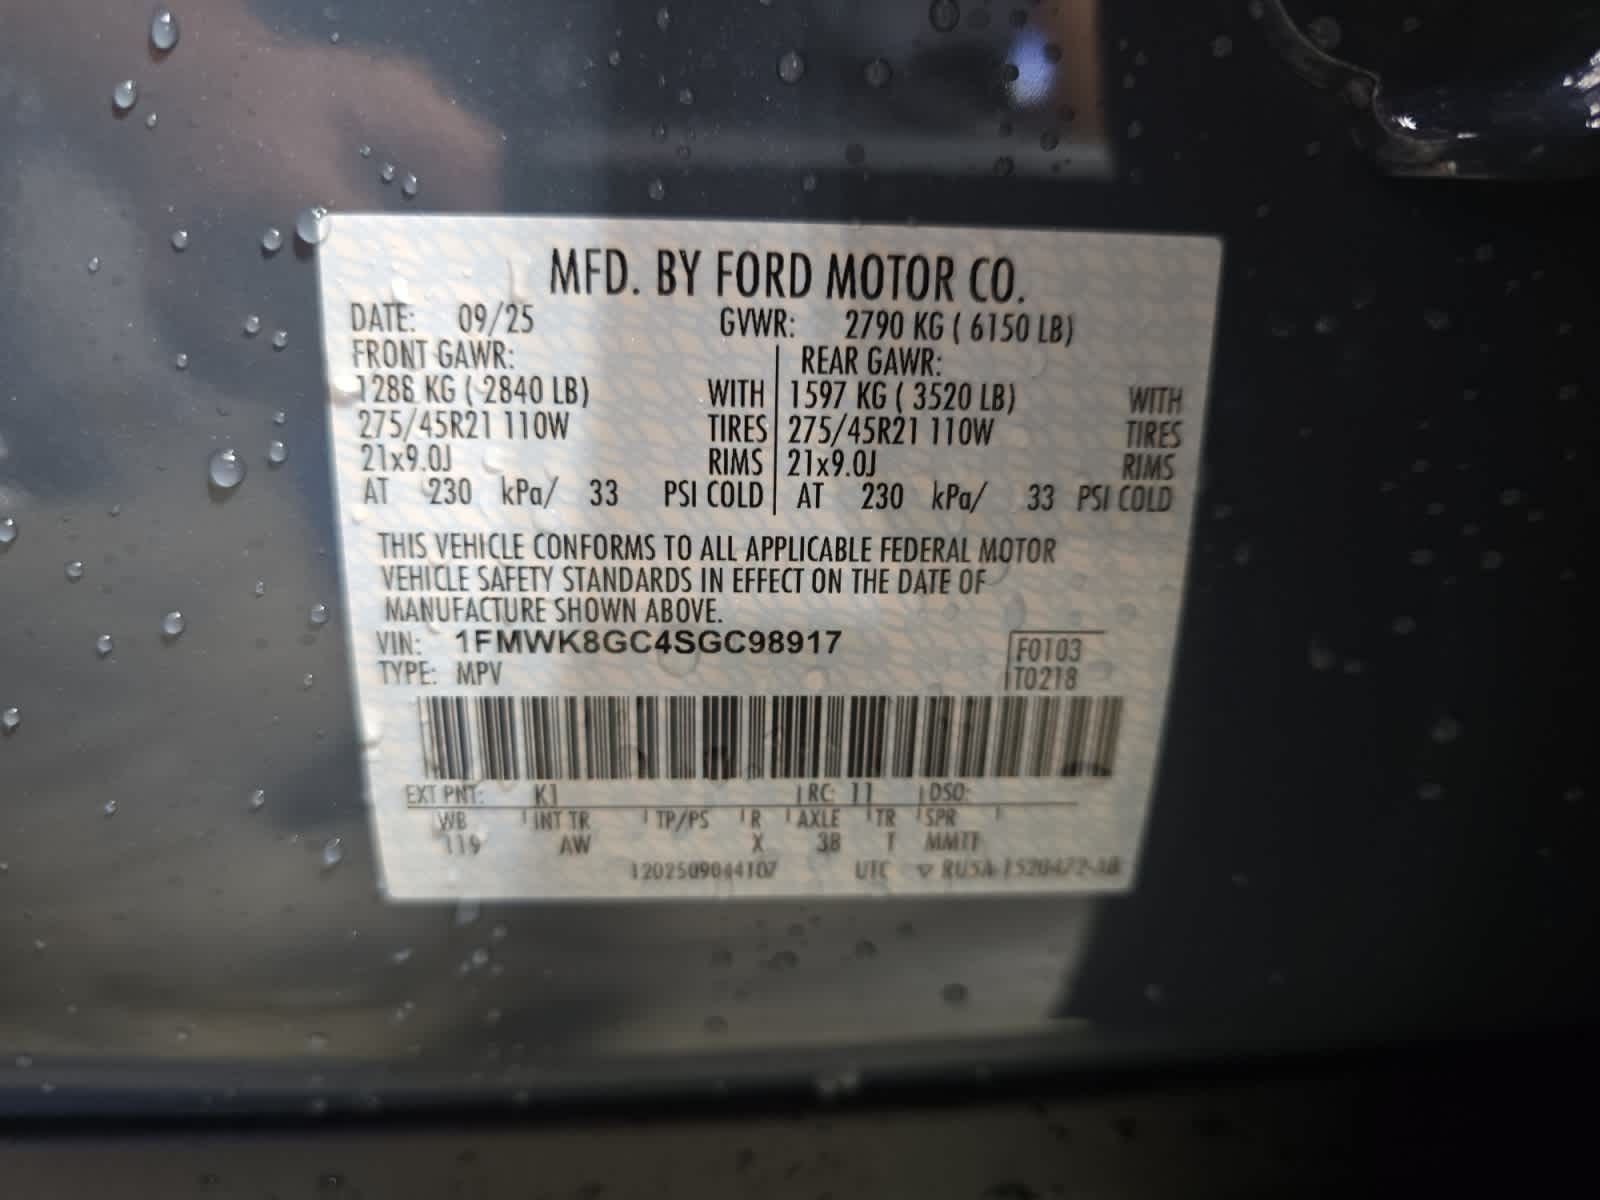 MFD. BY FORD MOTOR CO.
DATE: 09/25 GVWR: 2790 KG ( 6150 LB)
FRONT GAWR: REAR GAWR:
1288 KG ( 2840 LB) WITH 1597 KG ( 3520 LB) WITH
275/45R21 110W TIRES 275/45R21 110W TIRES
21x9.0J RIMS 21x9.0J RIMS
AT 230 kPa/ 33 PSI COLD AT 230 kPa/ 33 PSI COLD
THIS VEHICLE CONFORMS TO ALL APPLICABLE FEDERAL MOTOR
VEHICLE SAFETY STANDARDS IN EFFECT ON THE DATE OF
MANUFACTURE SHOWN ABOVE.
VIN: 1FMWK8GC4SGC98917 F0103
TYPE: MPV T0218
EXT PNT: K1 RC: 11 DSO:
WB INT TR TP/PS R AXLE TR SPR
119 AW X 38 T
1202509044107 UTC